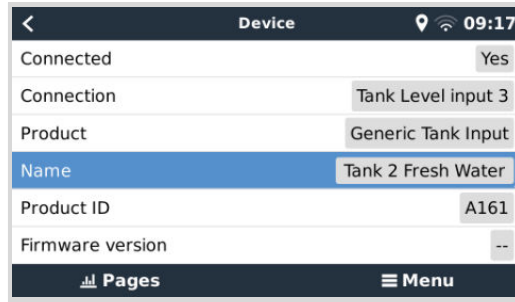 Device 09:17
Connected Yes
Connection Tank Level input 3
Product Generic Tank Input
Name Tank 2 Fresh Water
Product ID A161
Firmware version --
Pages Menu